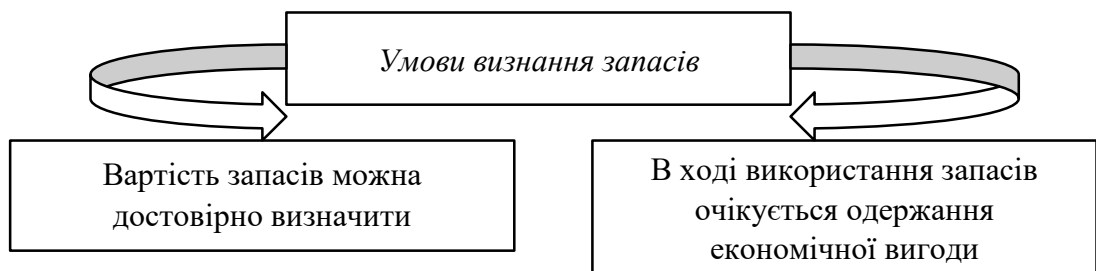 Умови визнання запасів
Вартість запасів можна
достовірно визначити
В ході використання запасів
очікується одержання
економічної вигоди